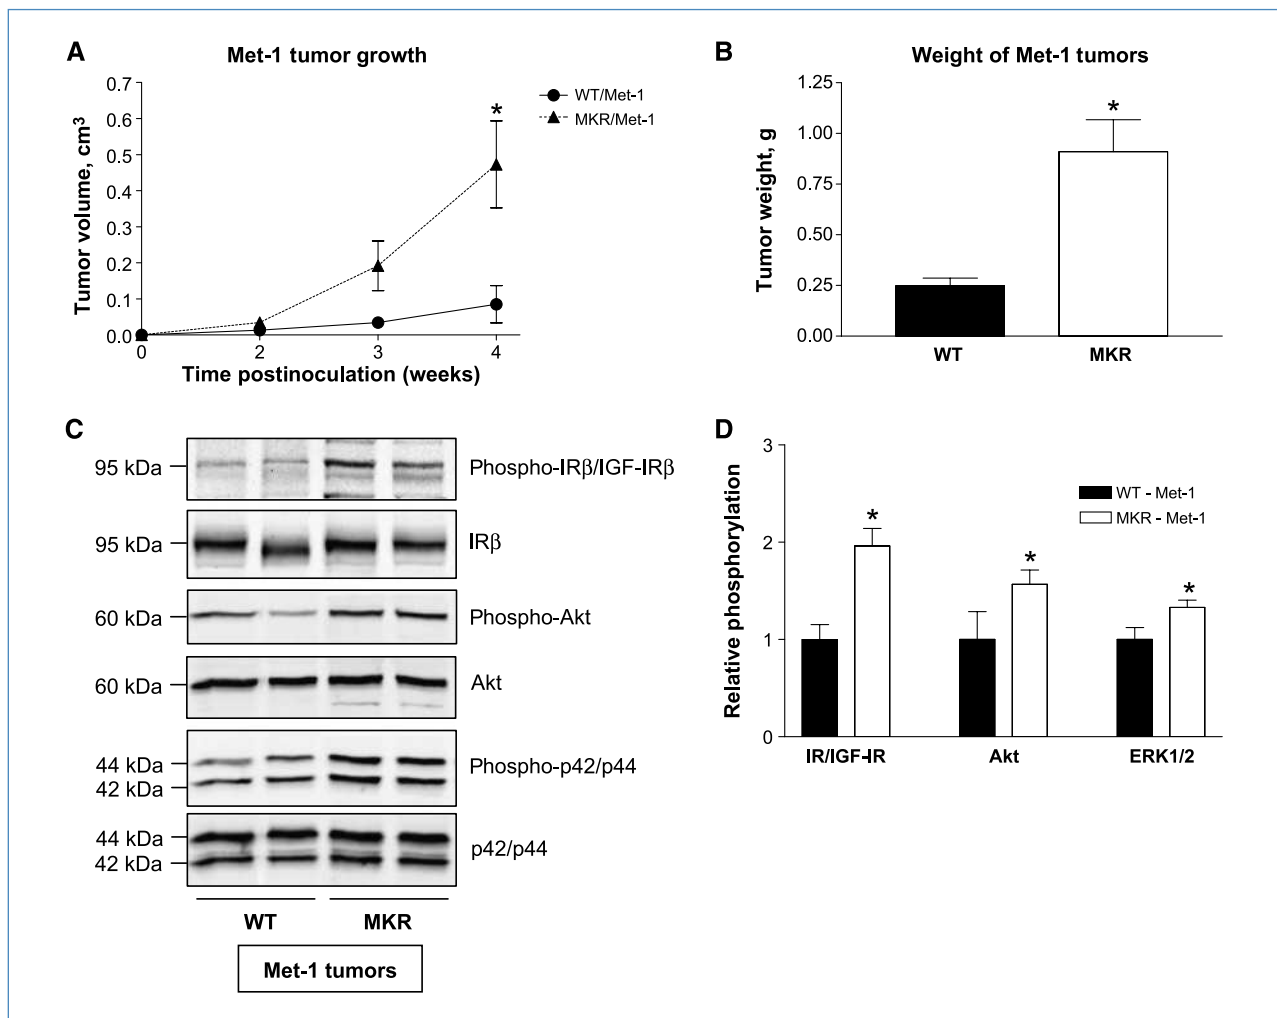 A
Met-1 tumor growth
0.7
0.6
0.5
0.4
0.3
0.2
0.1
0.0
Tumor volume, cm³
*
0 2 3 4
Time postinoculation (weeks)
WT/Met-1
MKR/Met-1
B
Weight of Met-1 tumors
1.25
1.00
0.75
0.50
0.25
0.00
Tumor weight, g
*
WT MKR
C
95 kDa Phospho-IRβ/IGF-IRβ
95 kDa IRβ
60 kDa Phospho-Akt
60 kDa Akt
44 kDa Phospho-p42/p44
42 kDa
44 kDa p42/p44
42 kDa
WT MKR
Met-1 tumors
D
3
2
1
0
Relative phosphorylation
WT - Met-1
MKR - Met-1
* * *
IR/IGF-IR Akt ERK1/2